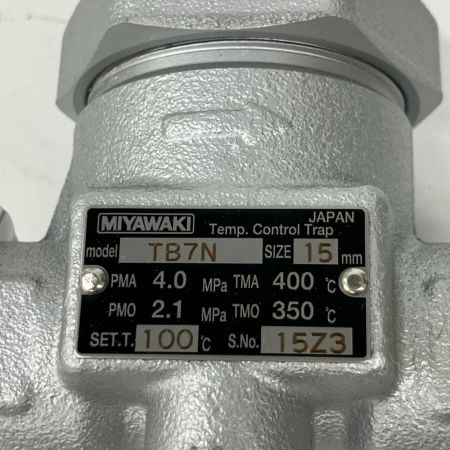 MIYAWAKI JAPAN
Temp. Control Trap
model TB7N SIZE 15 mm
PMA 4.0 MPa TMA 400 °C
PMO 2.1 MPa TMO 350 °C
SET.T. 100 °C S.No. 15Z3